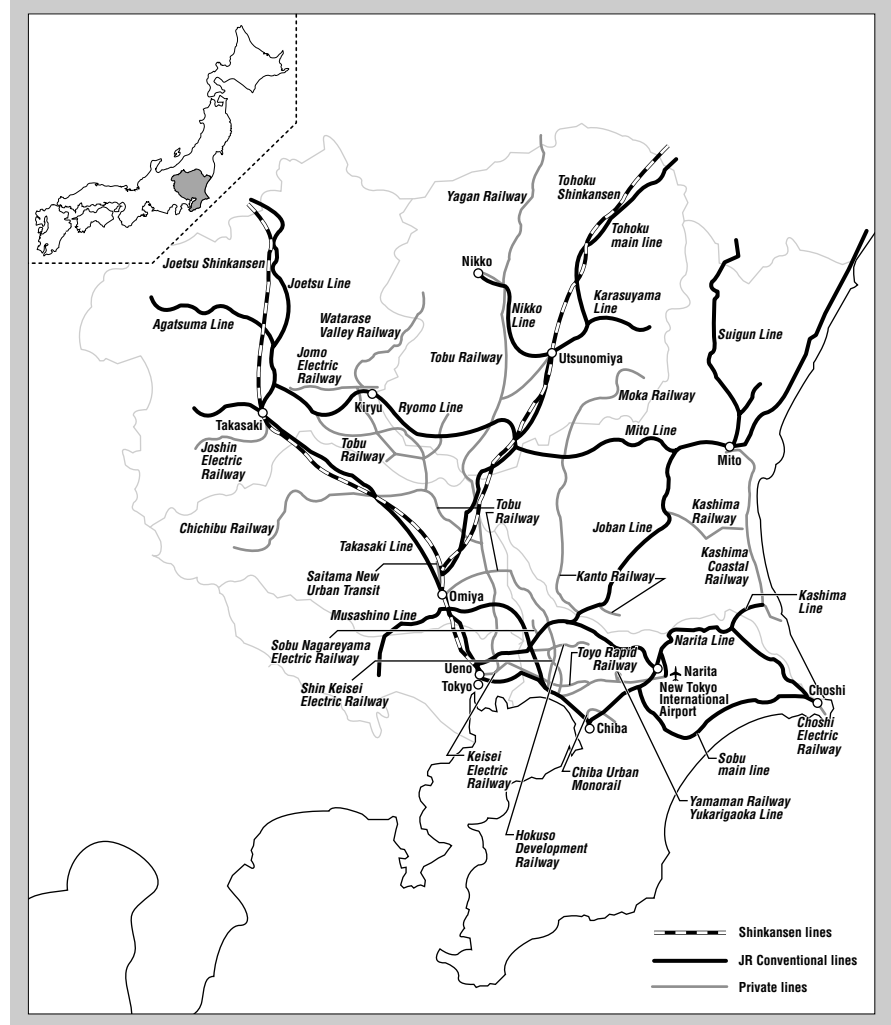 Yagan Railway
Tohoku
Shinkansen
Tohoku
main line
Joetsu Shinkansen
Joetsu Line
Nikko
Nikko
Line
Karasuyama
Line
Agatsuma Line
Watarase
Valley Railway
Suigun Line
Jomo
Electric
Railway
Tobu Railway
Utsunomiya
Moka Railway
Kiryu
Ryomo Line
Takasaki
Mito Line
Mito
Joshin
Electric
Railway
Tobu
Railway
Tobu
Railway
Kashima
Railway
Chichibu Railway
Joban Line
Takasaki Line
Kashima
Coastal
Railway
Saitama New
Urban Transit
Kanto Railway
Omiya
Kashima
Line
Musashino Line
Sobu Nagareyama
Electric Railway
Narita Line
Toyo Rapid
Railway
Ueno
Tokyo
Narita
New Tokyo
International
Airport
Shin Keisei
Electric Railway
Choshi
Choshi
Electric
Railway
Chiba
Keisei
Electric
Railway
Chiba Urban
Monorail
Sobu
main line
Yamaman Railway
Yukarigaoka Line
Hokuso
Development
Railway
Shinkansen lines
JR Conventional lines
Private lines